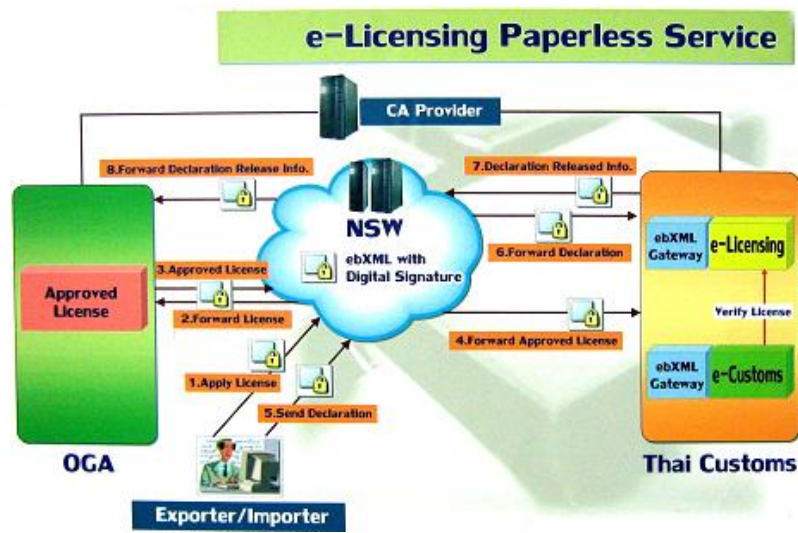 e-Licensing Paperless Service
CA Provider
8.Forward Declaration Release Info.
7.Declaration Released Info.
NSW
ebXML with
Digital Signature
6.Forward Declaration
ebXML
Gateway
e-Licensing
3.Approved License
Approved
License
2.Forward License
4.Forward Approved License
Verify License
1.Apply License
5.Send Declaration
ebXML
Gateway
e-Customs
OGA
Thai Customs
Exporter/Importer